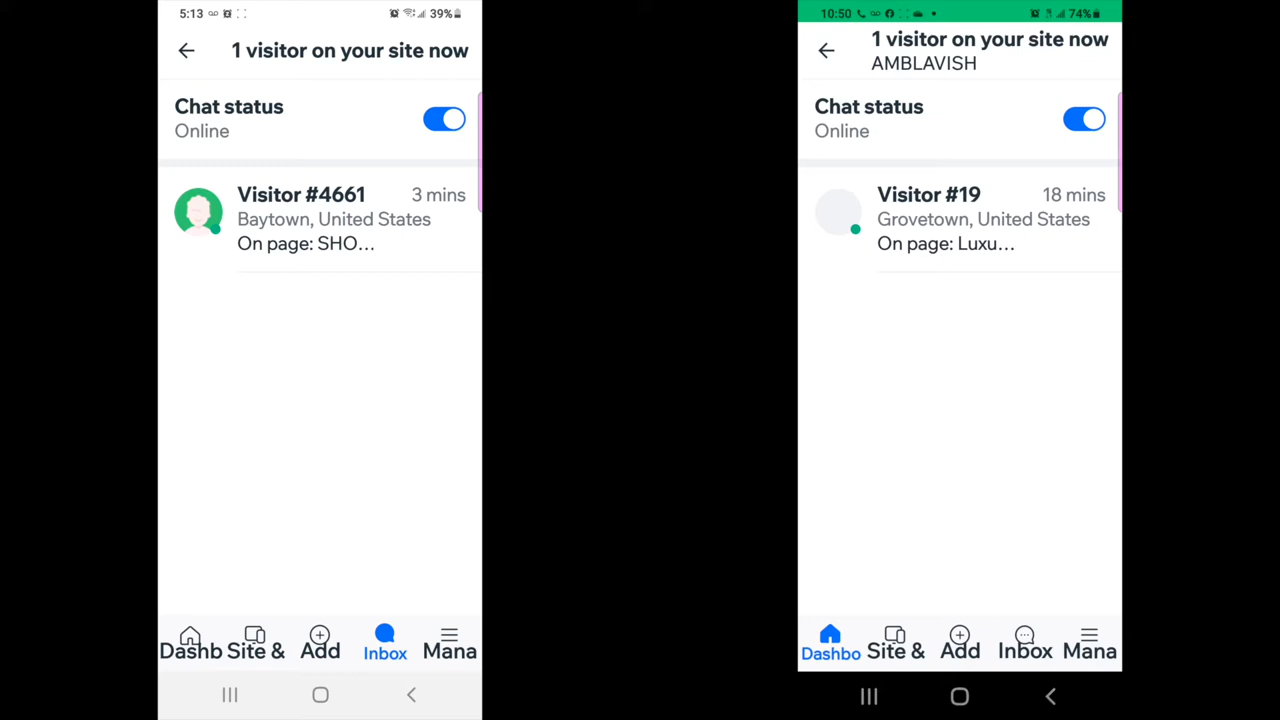 5:13
39%
1 visitor on your site now
Chat status
Online
Visitor #4661
3 mins
Baytown, United States
On page: SHO...
Dashb
Site &
Add
Inbox
Mana
10:50
74%
1 visitor on your site now
AMBLAVISH
Chat status
Online
Visitor #19
18 mins
Grovetown, United States
On page: Luxu...
Dashbo
Site &
Add
Inbox
Mana